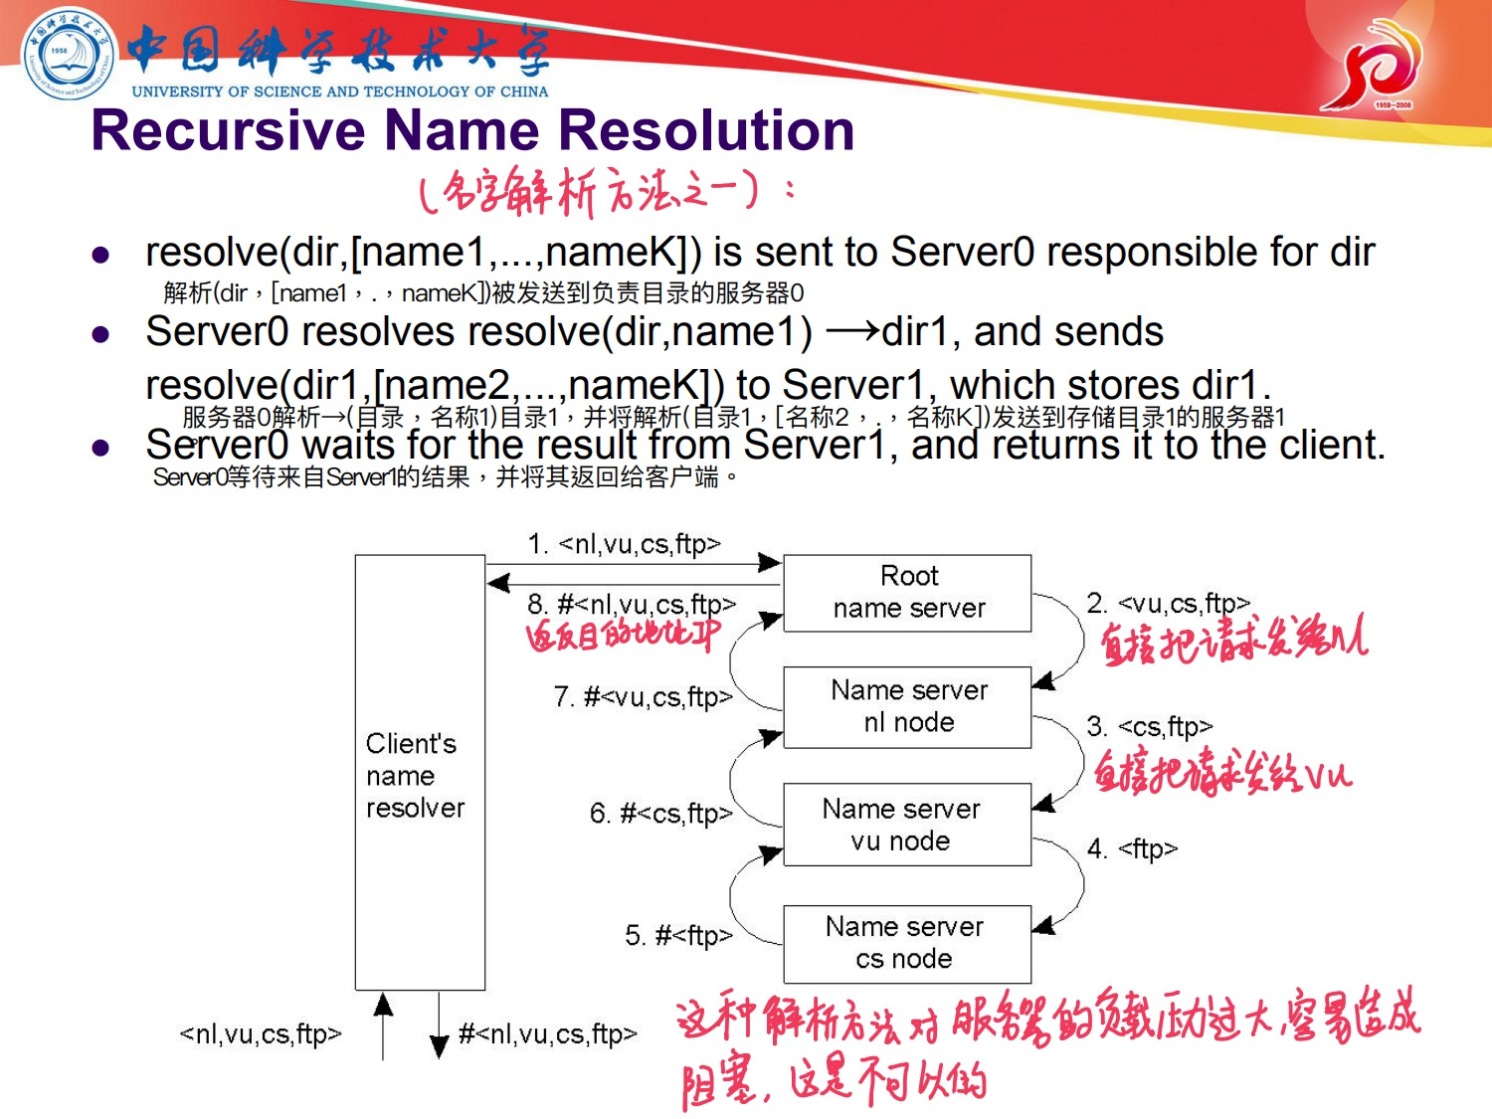 中国科学技术大学
UNIVERSITY OF SCIENCE AND TECHNOLOGY OF CHINA
1958
1958-2008
Recursive Name Resolution
(名字解析方法之一):
● resolve(dir,[name1,...,nameK]) is sent to Server0 responsible for dir
解析(dir，[name1，.，nameK])被发送到负责目录的服务器0
● Server0 resolves resolve(dir,name1) →dir1, and sends
resolve(dir1,[name2,...,nameK]) to Server1, which stores dir1.
服务器0解析→(目录，名称1)目录1，并将解析(目录1，[名称2，.，名称K])发送到存储目录1的服务器1
。
● Server0 waits for the result from Server1, and returns it to the client.
Server0等待来自Server1的结果，并将其返回给客户端。
1. <nl,vu,cs,ftp>
Root
name server
8. #<nl,vu,cs,ftp>
返反目的地址IP
2. <vu,cs,ftp>
直接把请求发给nl
Name server
nl node
7. #<vu,cs,ftp>
3. <cs,ftp>
直接把请求发给vu
Client's
name
resolver
Name server
vu node
6. #<cs,ftp>
4. <ftp>
Name server
cs node
5. #<ftp>
<nl,vu,cs,ftp>
#<nl,vu,cs,ftp>
这种解析方法对服务器的负载压力过大,容易造成
阻塞, 这是不可以的